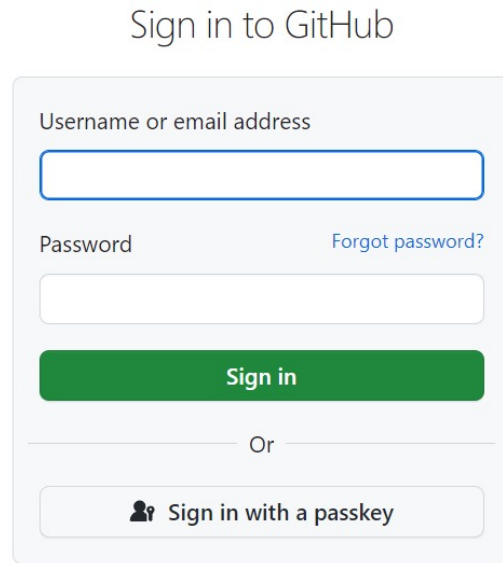 Sign in to GitHub
Username or email address
Password Forgot password?
Sign in
Or
Sign in with a passkey